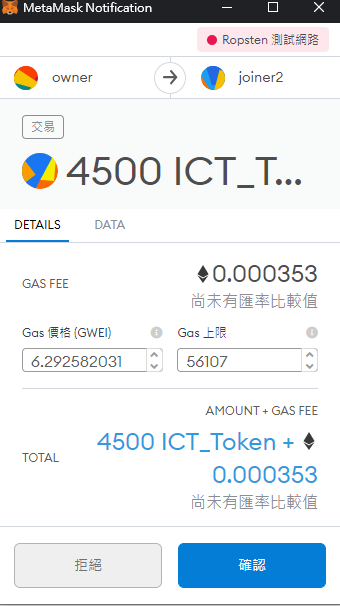 MetaMask Notification
Ropsten 測試網路
owner
joiner2
交易
4500 ICT_T...
DETAILS
DATA
GAS FEE
0.000353
尚未有匯率比較值
Gas 價格 (GWEI)
Gas 上限
6.292582031
56107
AMOUNT + GAS FEE
TOTAL
4500 ICT_Token +
0.000353
尚未有匯率比較值
拒絕
確認